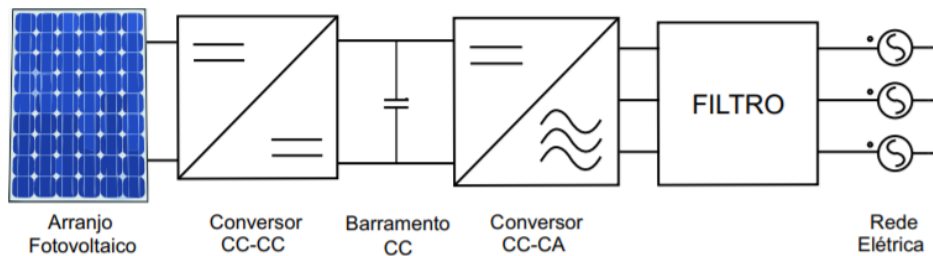 FILTRO
Arranjo
Fotovoltaico
Conversor
CC-CC
Barramento
CC
Conversor
CC-CA
Rede
Elétrica